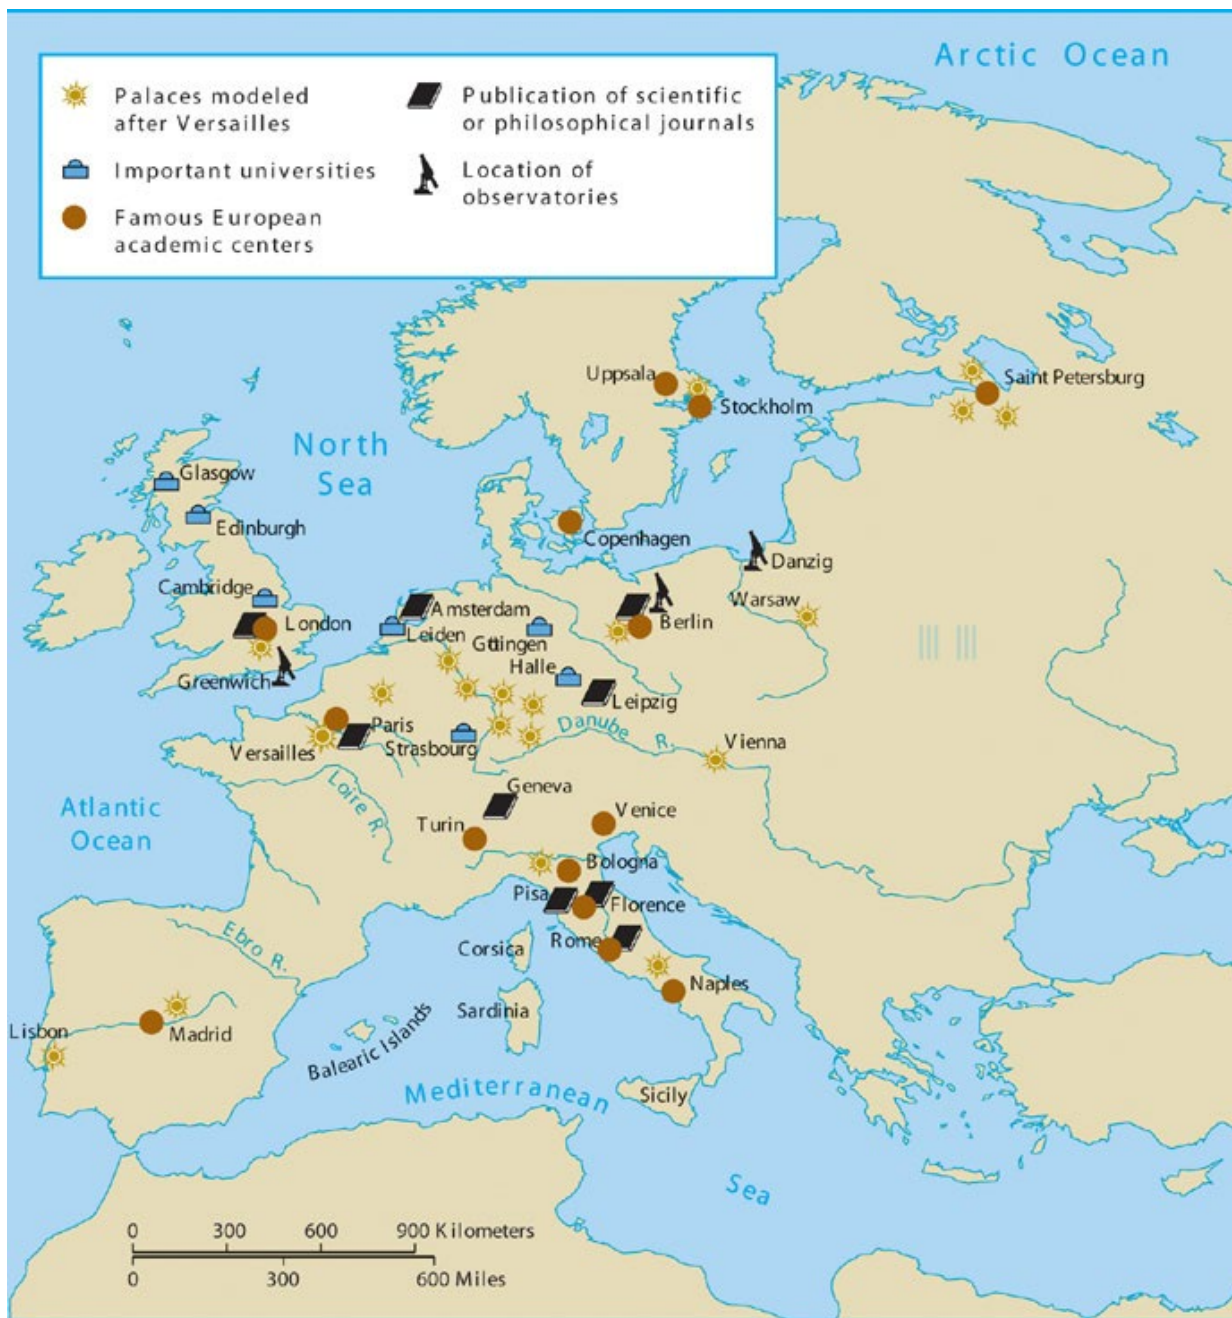 Arctic Ocean
Palaces modeled
after Versailles
Important universities
Famous European
academic centers
Publication of scientific
or philosophical journals
Location of
observatories
Uppsala
Stockholm
Saint Petersburg
North
Sea
Glasgow
Edinburgh
Copenhagen
Danzig
Cambridge
London
Amsterdam
Leiden
Göttingen
Berlin
Warsaw
Greenwich
Halle
Leipzig
Paris
Versailles
Strasbourg
Danube R.
Vienna
Loire R.
Geneva
Venice
Turin
Atlantic
Ocean
Bologna
Pisa
Florence
Rome
Corsica
Ebro R.
Naples
Sardinia
Lisbon
Madrid
Balearic Islands
Mediterranean
Sicily
Sea
0 300 600 900 Kilometers
0 300 600 Miles